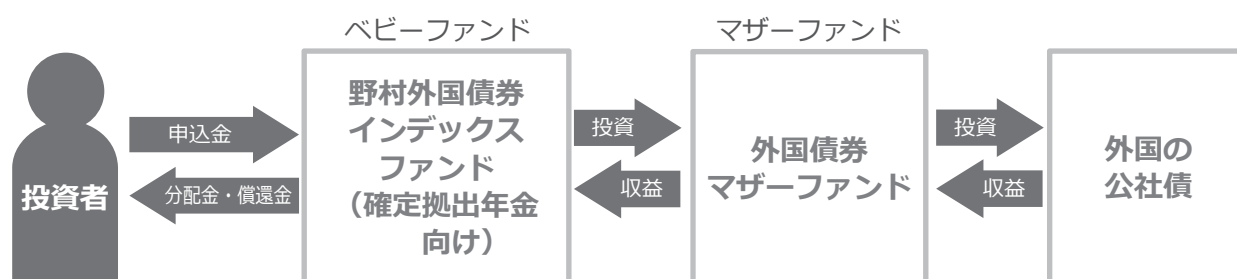 ベビーファンド
マザーファンド
投資者
申込金
分配金・償還金
野村外国債券
インデックス
ファンド
（確定拠出年金
向け）
投資
収益
外国債券
マザーファンド
投資
収益
外国の
公社債